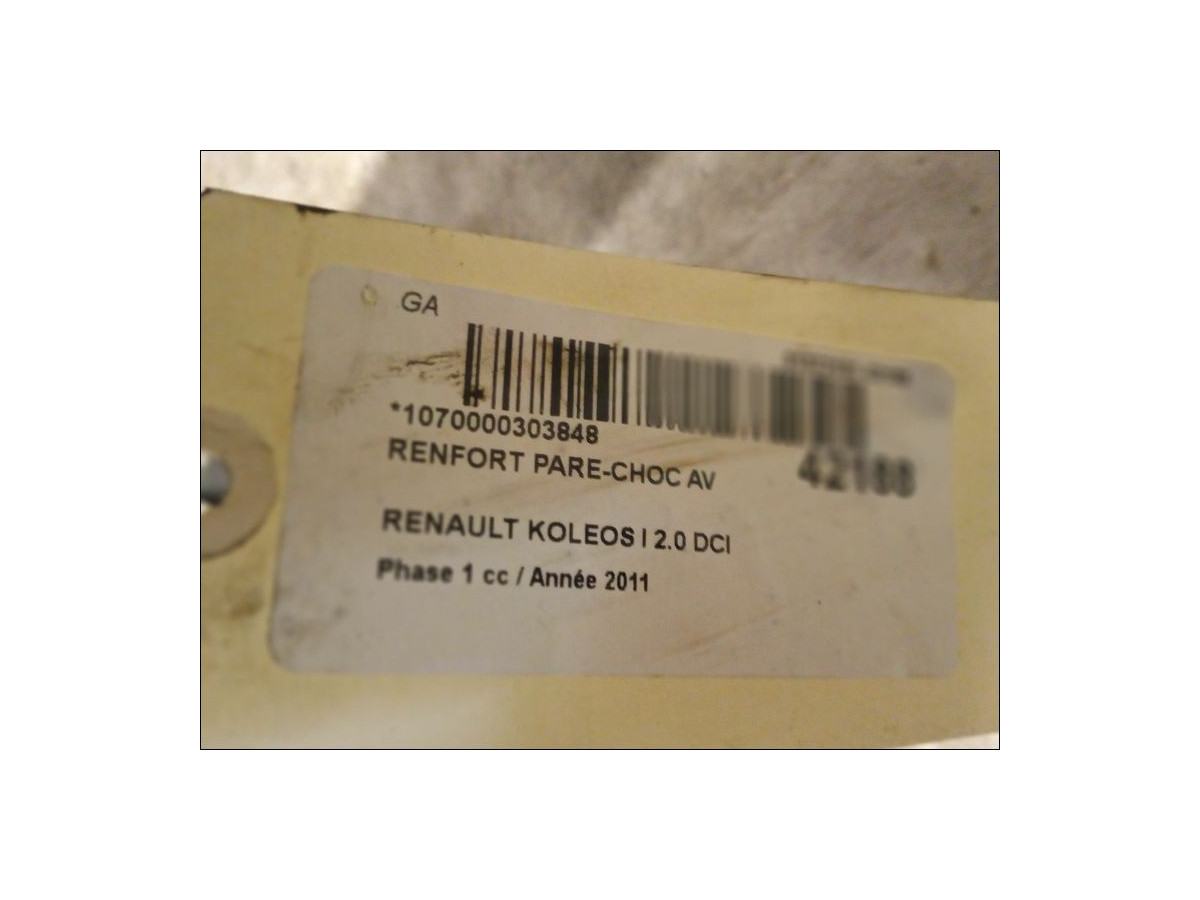 GA
*1070000303848
RENFORT PARE-CHOC AV
42188
RENAULT KOLEOS I 2.0 DCI
Phase 1 cc / Année 2011